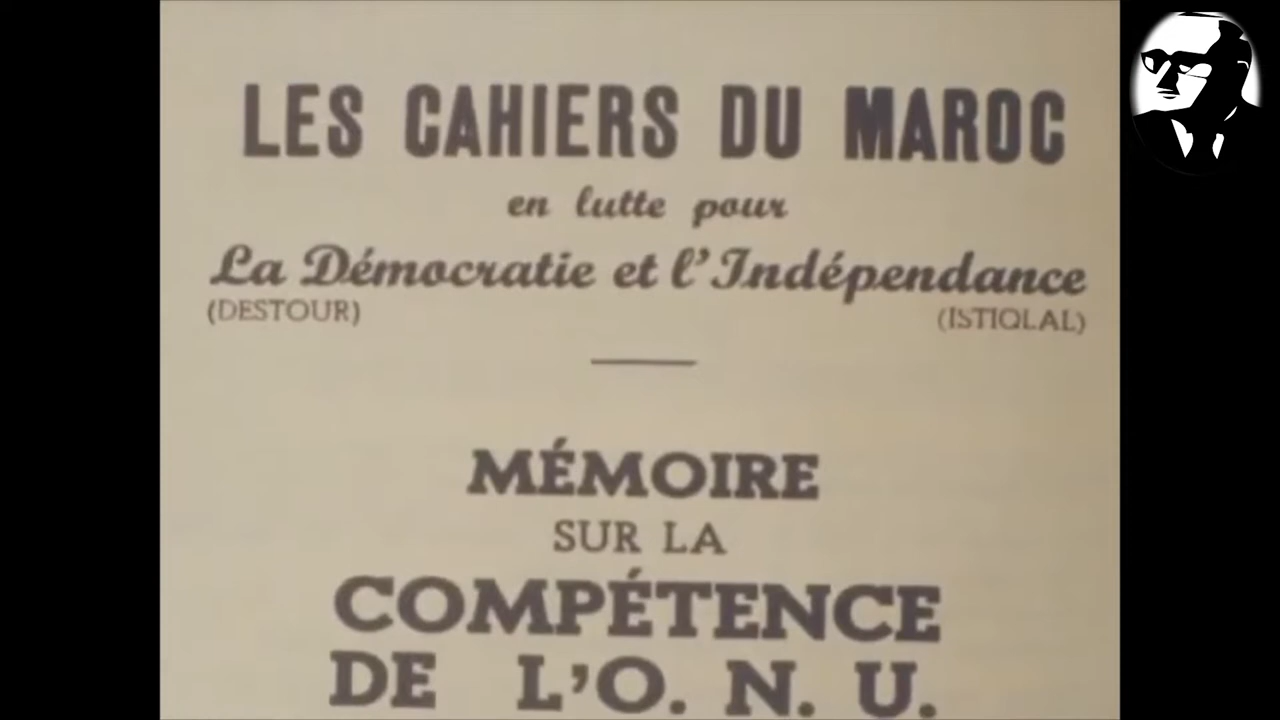 LES CAHIERS DU MAROC
en lutte pour
La Démocratie et l'Indépendance
(DESTOUR) (ISTIQLAL)
MÉMOIRE
SUR LA
COMPÉTENCE
DE L'O. N. U.